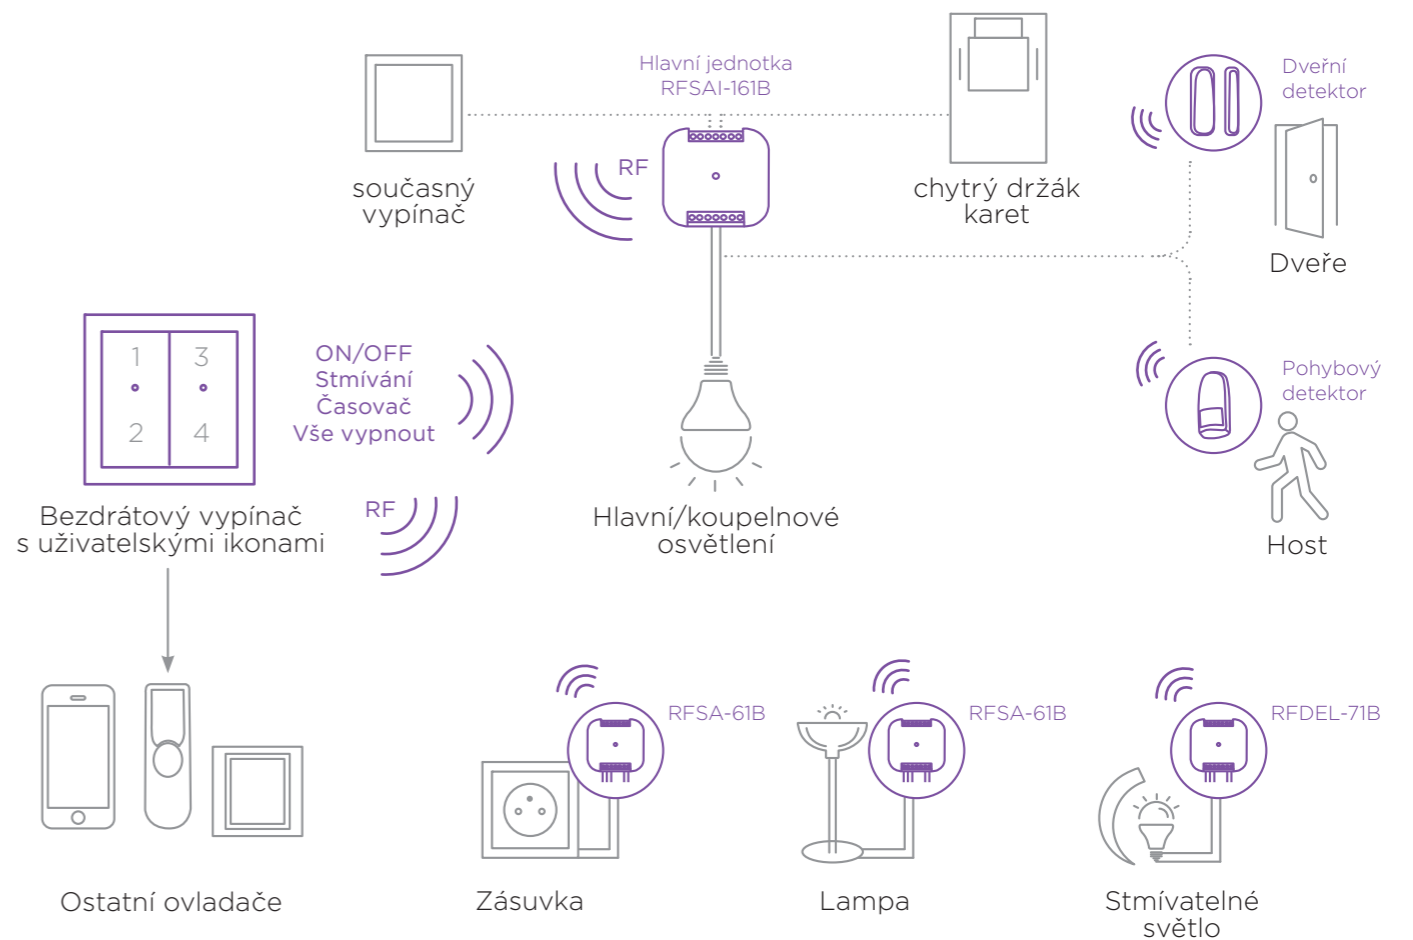 Hlavní jednotka
RFSAI-161B
RF
současný
vypínač
chytrý držák
karet
Dveřní
detektor
Dveře
1
3
2
4
ON/OFF
Stmívání
Časovač
Vše vypnout
RF
Bezdrátový vypínač
s uživatelskými ikonami
Hlavní/koupelnové
osvětlení
Pohybový
detektor
Host
RFSA-61B
RFSA-61B
RFDEL-71B
Ostatní ovladače
Zásuvka
Lampa
Stmívatelné
světlo